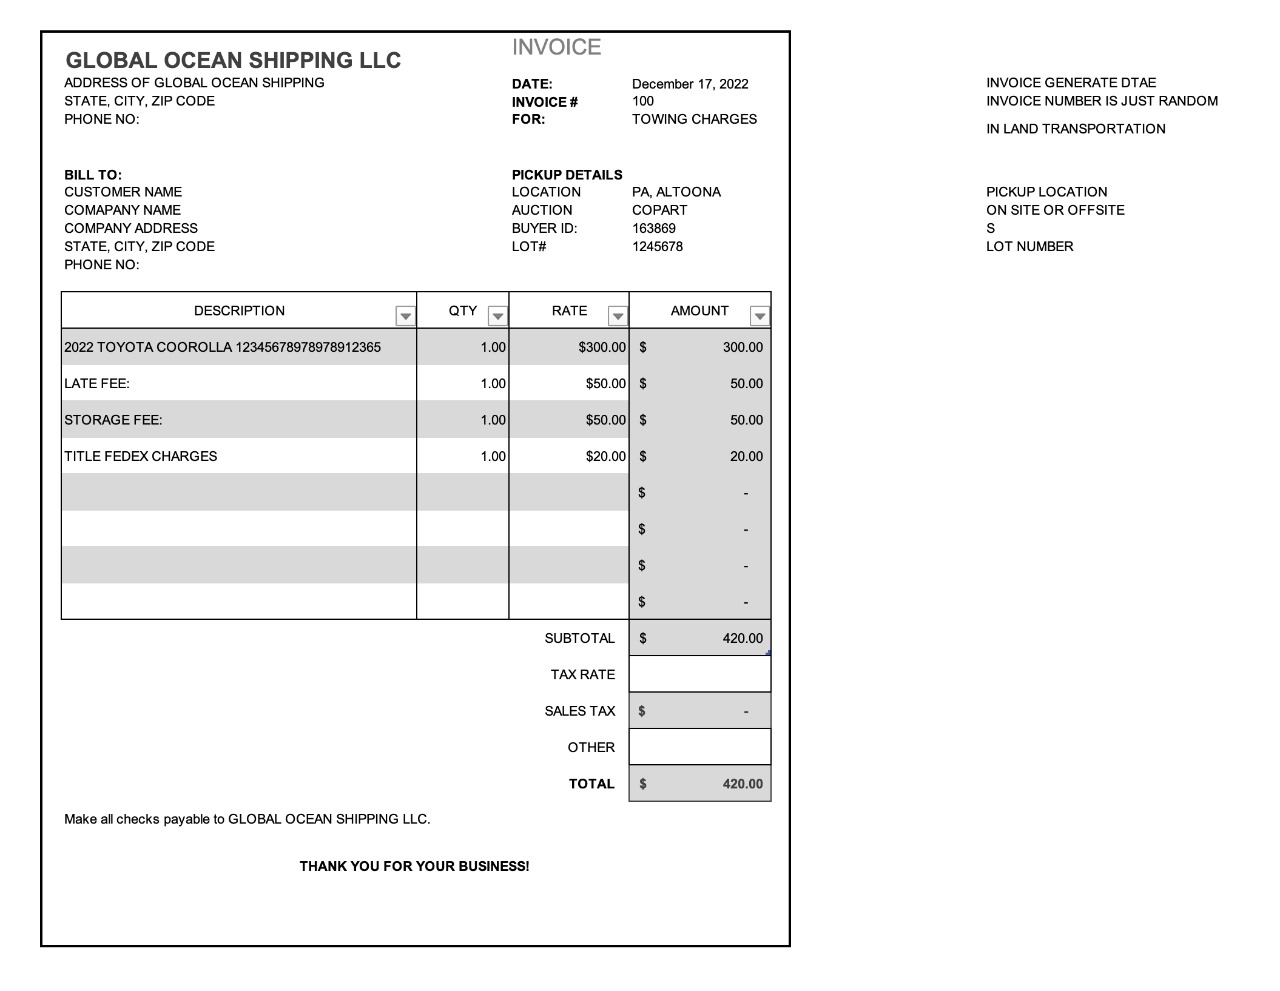 GLOBAL OCEAN SHIPPING LLC
INVOICE
ADDRESS OF GLOBAL OCEAN SHIPPING
DATE: December 17, 2022
INVOICE GENERATE DTAE
STATE, CITY, ZIP CODE
INVOICE # 100
INVOICE NUMBER IS JUST RANDOM
PHONE NO:
FOR: TOWING CHARGES
IN LAND TRANSPORTATION
BILL TO:
PICKUP DETAILS
CUSTOMER NAME
LOCATION PA, ALTOONA
PICKUP LOCATION
COMAPANY NAME
AUCTION COPART
ON SITE OR OFFSITE
COMPANY ADDRESS
BUYER ID: 163869
S
STATE, CITY, ZIP CODE
LOT# 1245678
LOT NUMBER
PHONE NO:
DESCRIPTION QTY RATE AMOUNT
2022 TOYOTA COOROLLA 12345678978978912365 1.00 $300.00 $ 300.00
LATE FEE: 1.00 $50.00 $ 50.00
STORAGE FEE: 1.00 $50.00 $ 50.00
TITLE FEDEX CHARGES 1.00 $20.00 $ 20.00
$ -
$ -
$ -
$ -
SUBTOTAL $ 420.00
TAX RATE
SALES TAX $ -
OTHER
TOTAL $ 420.00
Make all checks payable to GLOBAL OCEAN SHIPPING LLC.
THANK YOU FOR YOUR BUSINESS!